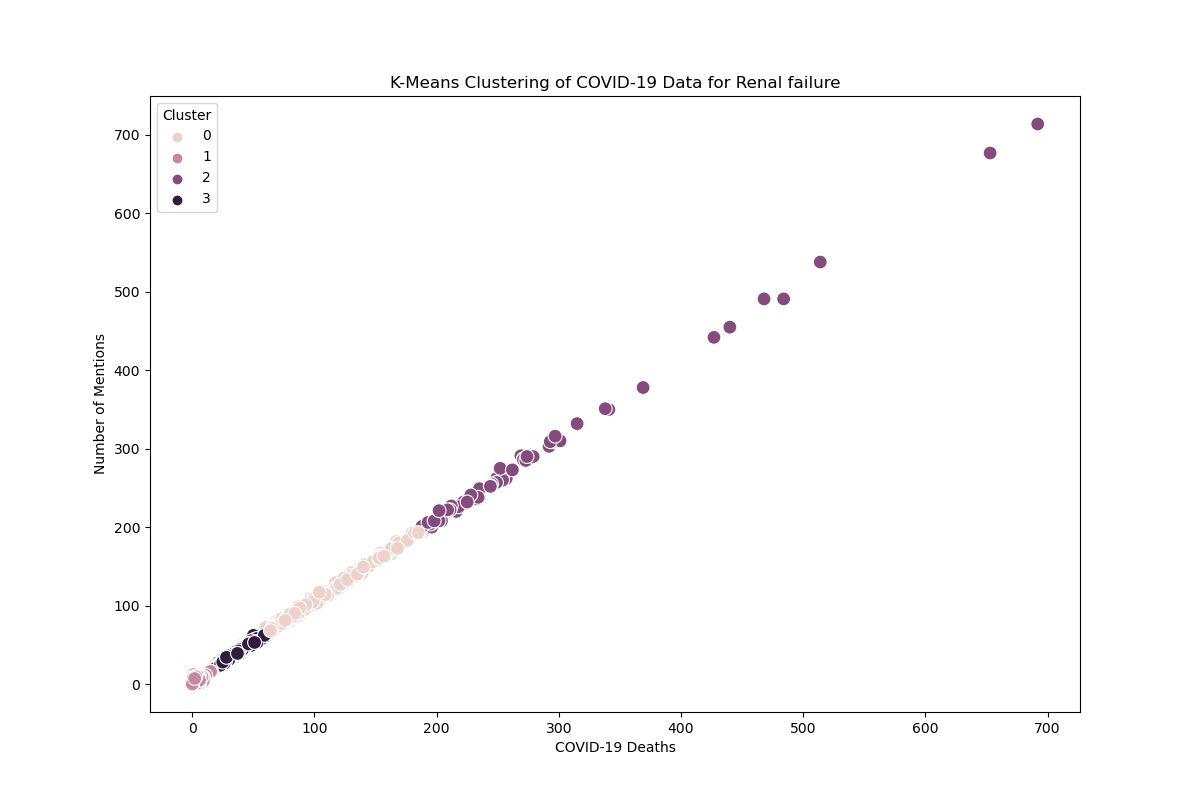 K-Means Clustering of COVID-19 Data for Renal failure
Cluster
0
1
2
3
700
600
500
400
300
200
100
0
Number of Mentions
0 100 200 300 400 500 600 700
COVID-19 Deaths